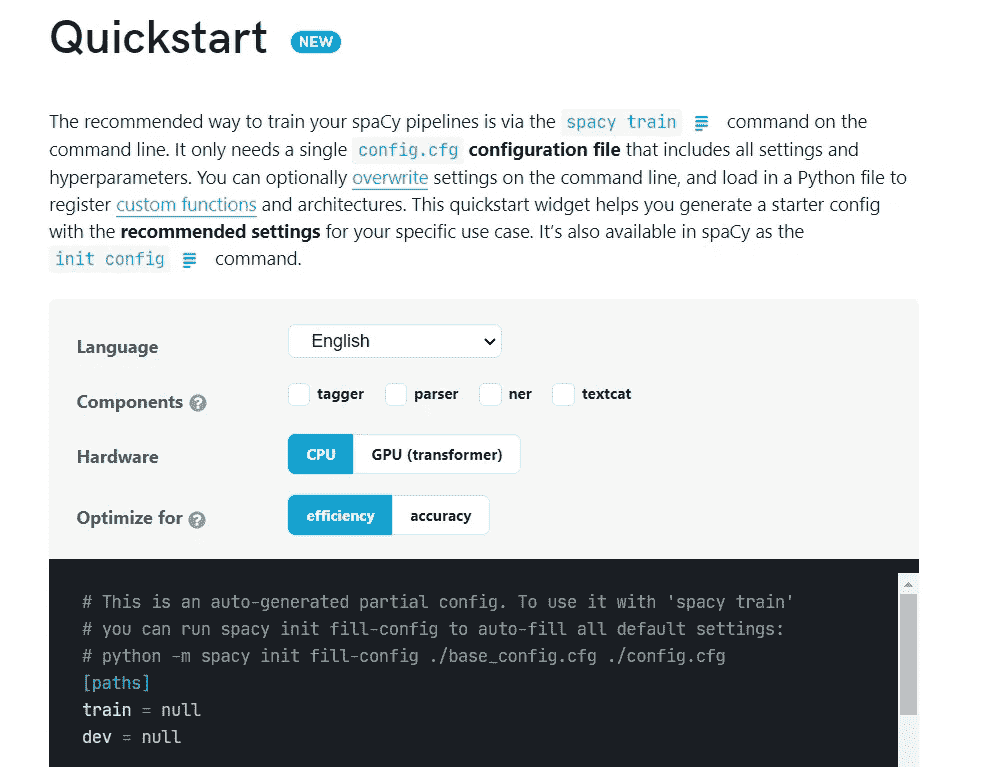 Quickstart NEW
The recommended way to train your spaCy pipelines is via the spacy train command on the
command line. It only needs a single config.cfg configuration file that includes all settings and
hyperparameters. You can optionally overwrite settings on the command line, and load in a Python file to
register custom functions and architectures. This quickstart widget helps you generate a starter config
with the recommended settings for your specific use case. It’s also available in spaCy as the
init config command.
Language English
Components ? tagger parser ner textcat
Hardware CPU GPU (transformer)
Optimize for ? efficiency accuracy
# This is an auto-generated partial config. To use it with 'spacy train'
# you can run spacy init fill-config to auto-fill all default settings:
# python -m spacy init fill-config ./base_config.cfg ./config.cfg
[paths]
train = null
dev = null